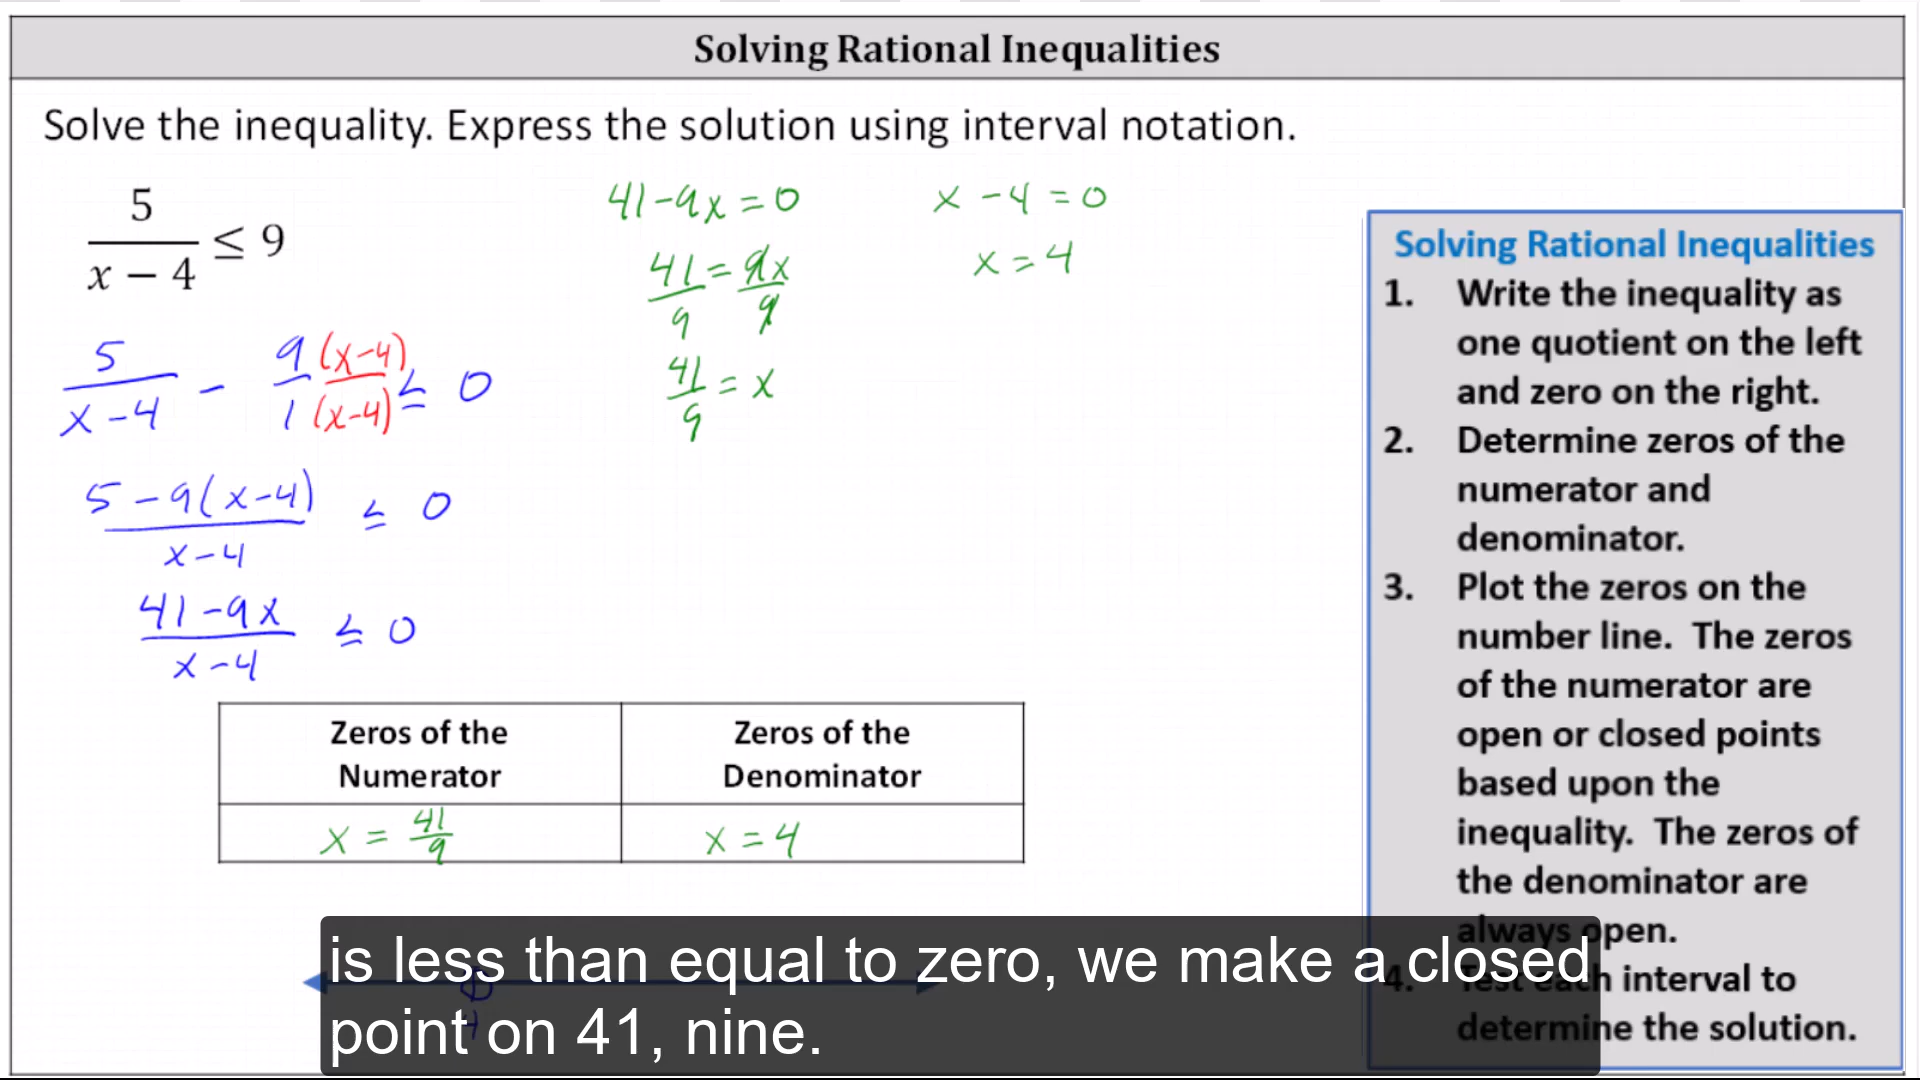 Solving Rational Inequalities
Solve the inequality. Express the solution using interval notation.
5
x − 4
≤ 9
5
x-4
-
9 (x-4)
1 (x-4)
≤ 0
5-9(x-4)
x-4
≤ 0
41-9x
x-4
≤ 0
41-9x=0
41 = 9x
9 9
41 = x
9
x-4=0
x=4
Zeros of the
Numerator
Zeros of the
Denominator
x = 41
9
x = 4
4
Solving Rational Inequalities
1. Write the inequality as
one quotient on the left
and zero on the right.
2. Determine zeros of the
numerator and
denominator.
3. Plot the zeros on the
number line. The zeros
of the numerator are
open or closed points
based upon the
inequality. The zeros of
the denominator are
always open.
4. Test each interval to
determine the solution.
is less than equal to zero, we make a closed
point on 41, nine.